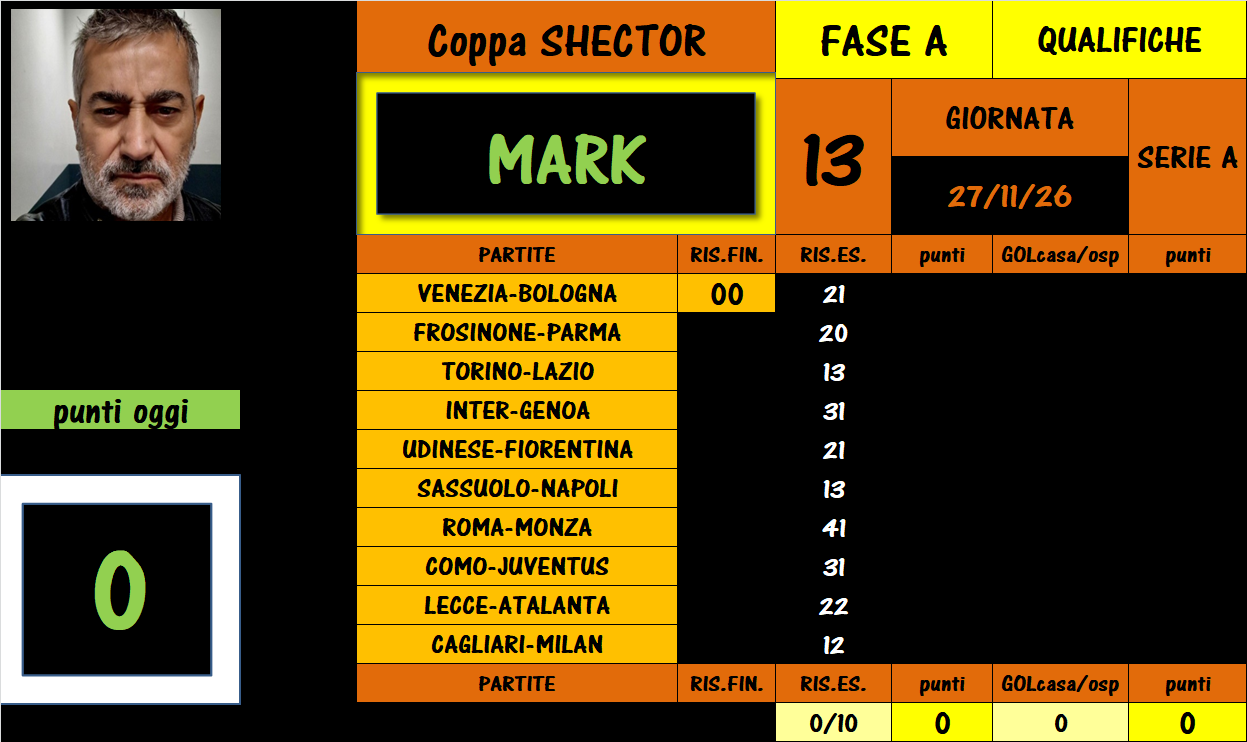 Coppa SHECTOR
FASE A
QUALIFICHE
MARK
13
GIORNATA
27/11/26
SERIE A
PARTITE RIS.FIN. RIS.ES. punti GOLcasa/osp punti
VENEZIA-BOLOGNA 00 21
FROSINONE-PARMA 20
TORINO-LAZIO 13
INTER-GENOA 31
UDINESE-FIORENTINA 21
SASSUOLO-NAPOLI 13
ROMA-MONZA 41
COMO-JUVENTUS 31
LECCE-ATALANTA 22
CAGLIARI-MILAN 12
PARTITE RIS.FIN. RIS.ES. punti GOLcasa/osp punti
0/10 0 0 0
punti oggi
0